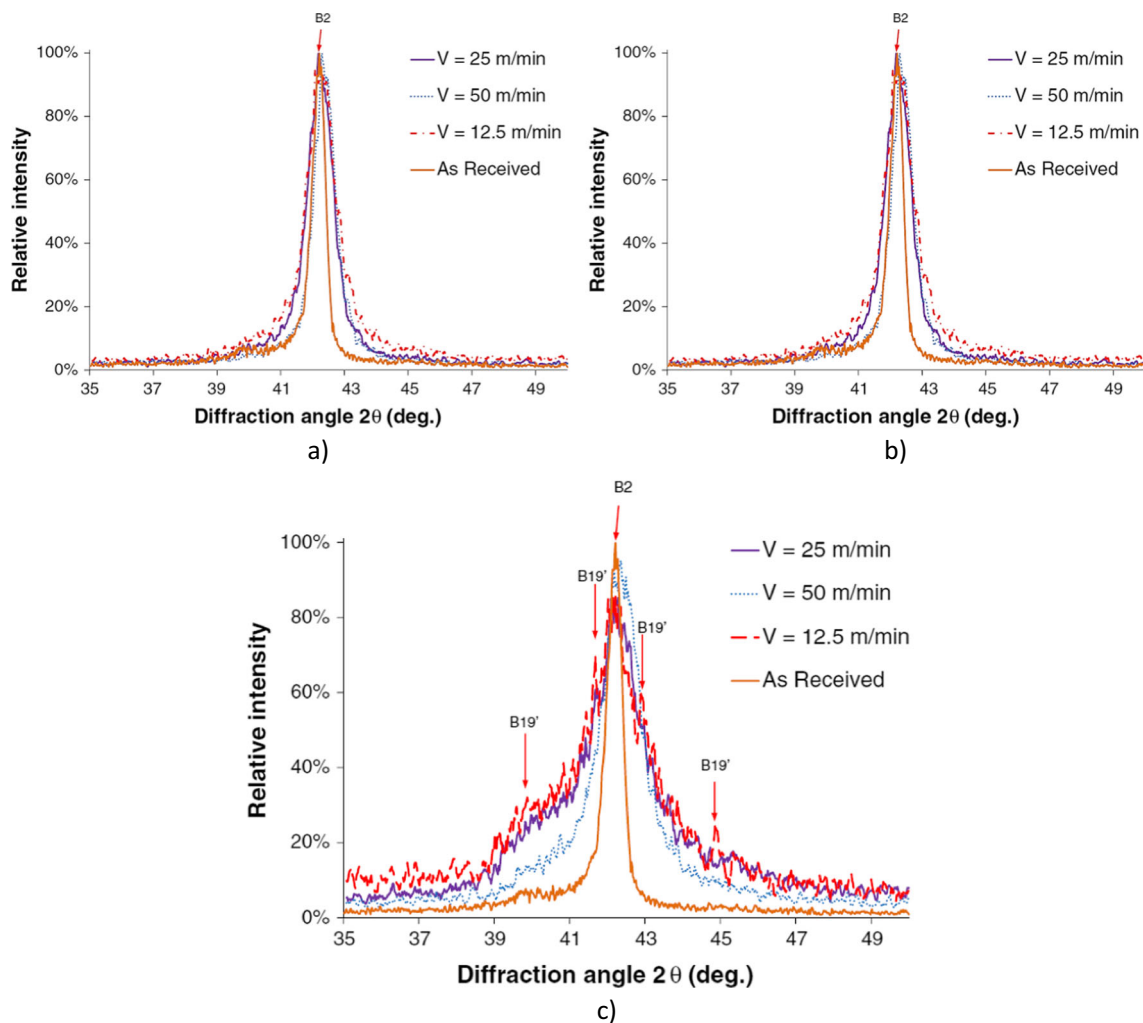 B2
100%
80%
60%
40%
20%
0%
Relative intensity
35 37 39 41 43 45 47 49
Diffraction angle 2θ (deg.)
V = 25 m/min
V = 50 m/min
V = 12.5 m/min
As Received
a)
B2
100%
80%
60%
40%
20%
0%
Relative intensity
35 37 39 41 43 45 47 49
Diffraction angle 2θ (deg.)
V = 25 m/min
V = 50 m/min
V = 12.5 m/min
As Received
b)
B2
100%
80%
60%
40%
20%
0%
Relative intensity
B19'
B19'
B19'
B19'
35 37 39 41 43 45 47 49
Diffraction angle 2θ (deg.)
V = 25 m/min
V = 50 m/min
V = 12.5 m/min
As Received
c)